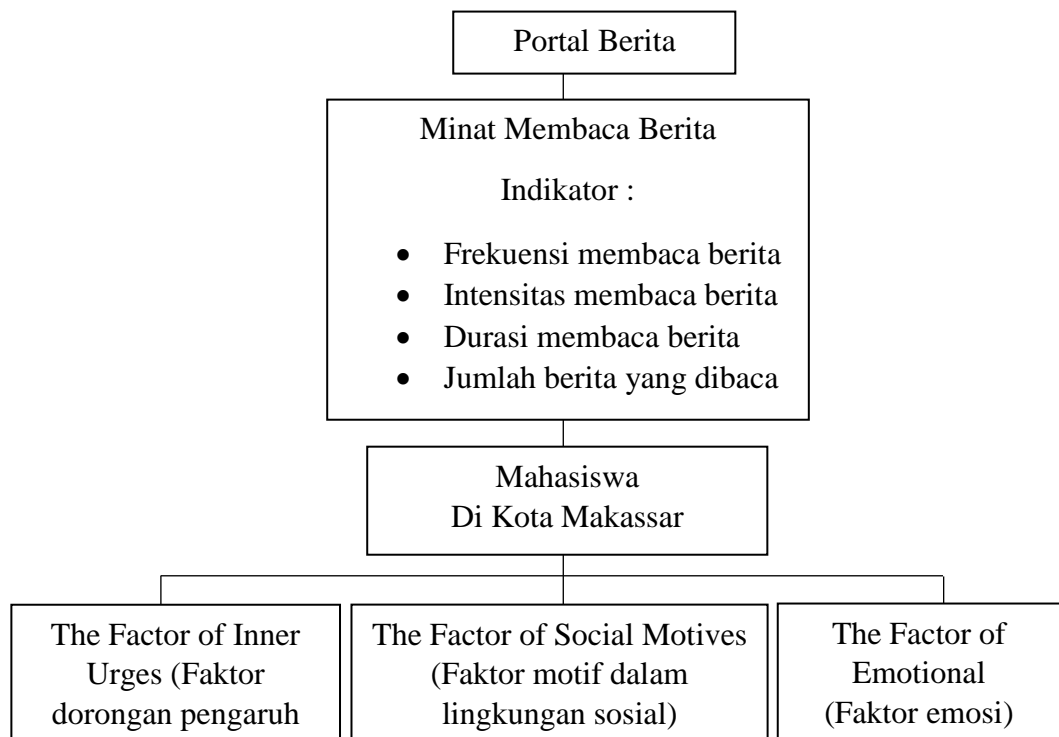 Portal Berita
Minat Membaca Berita
Indikator :
• Frekuensi membaca berita
• Intensitas membaca berita
• Durasi membaca berita
• Jumlah berita yang dibaca
Mahasiswa
Di Kota Makassar
The Factor of Inner
Urges (Faktor
dorongan pengaruh
The Factor of Social Motives
(Faktor motif dalam
lingkungan sosial)
The Factor of
Emotional
(Faktor emosi)